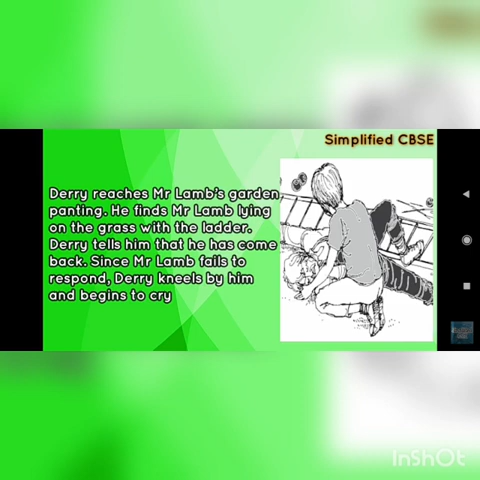 Simplified CBSE
Derry reaches Mr Lamb's garden
panting. He finds Mr Lamb lying
on the grass with the ladder.
Derry tells him that he has come
back. Since Mr Lamb fails to
respond, Derry kneels by him
and begins to cry
InShOt